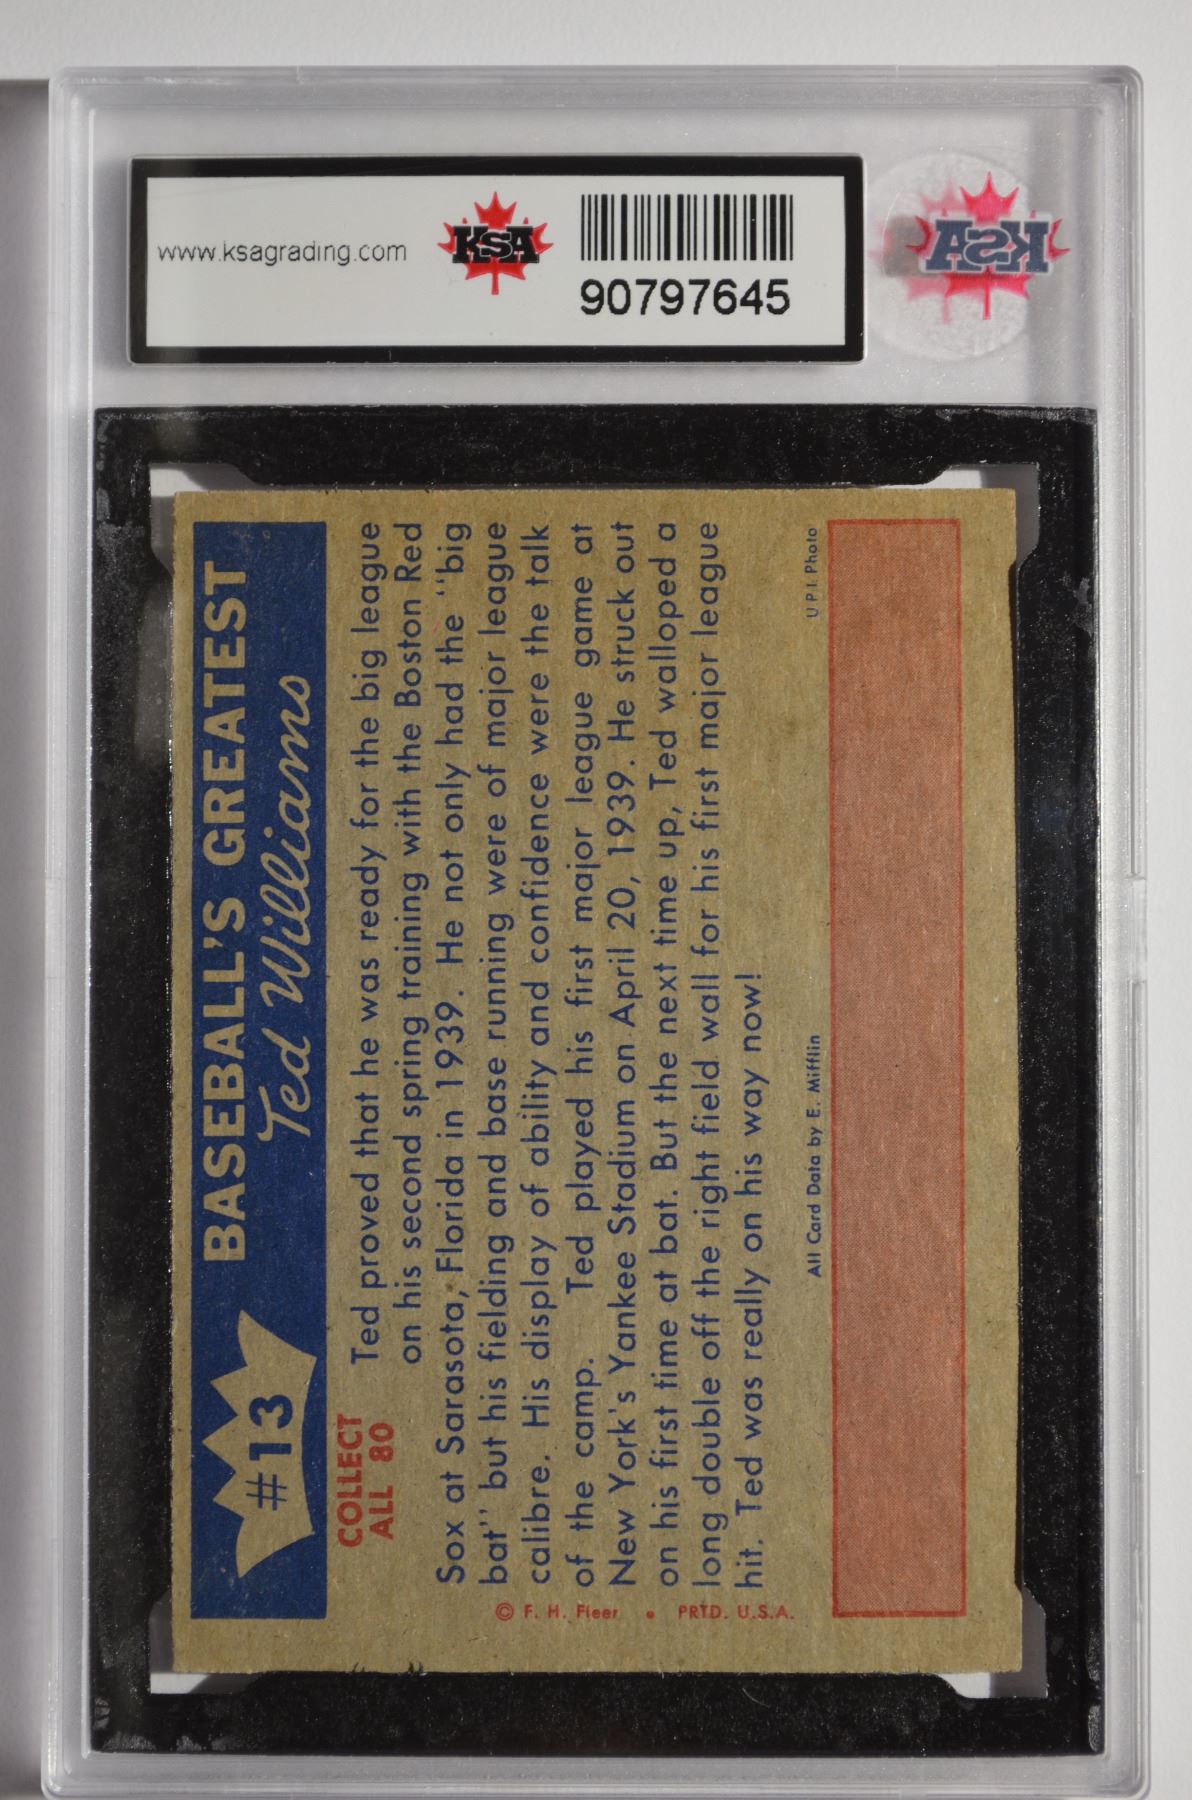 www.ksagrading.com
KSA
90797645
KSA
BASEBALL'S GREATEST
Ted Williams
#13
COLLECT
ALL 80
Ted proved that he was ready for the big league
on his second spring training with the Boston Red
Sox at Sarasota, Florida in 1939. He not only had the "big
bat" but his fielding and base running were of major league
calibre. His display of ability and confidence were the talk
of the camp. Ted played his first major league game at
New York's Yankee Stadium on April 20, 1939. He struck out
on his first time at bat. But the next time up, Ted walloped a
long double off the right field wall for his first major league
hit. Ted was really on his way now!
© F. H. Fleer • PRTD. U.S.A.
All Card Data by E. Mifflin
U P I. Photo